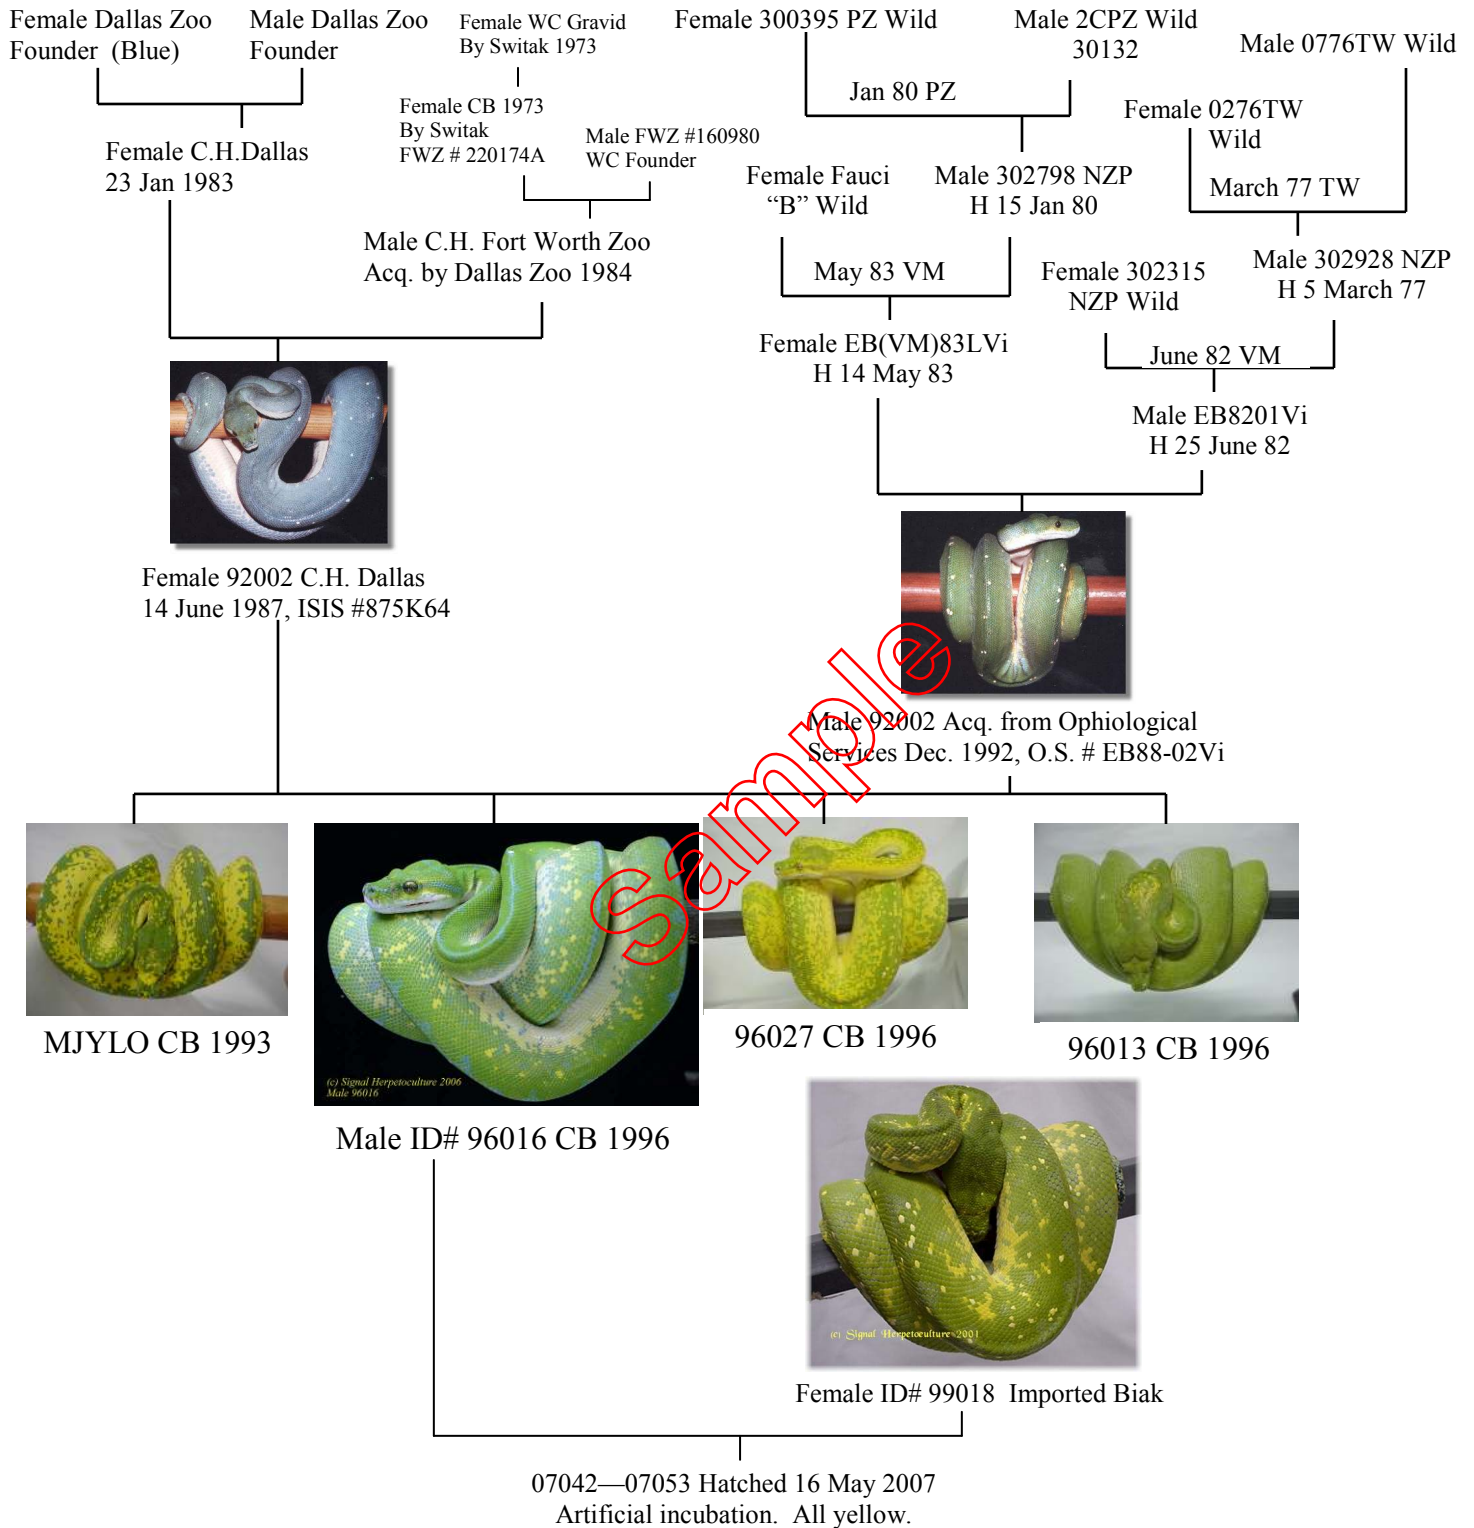 Female Dallas Zoo
Founder (Blue)
Male Dallas Zoo
Founder
Female WC Gravid
By Switak 1973
Female 300395 PZ Wild
Male 2CPZ Wild
30132
Male 0776TW Wild
Jan 80 PZ
Female CB 1973
By Switak
FWZ # 220174A
Male FWZ #160980
WC Founder
Female 0276TW
Wild
Female C.H.Dallas
23 Jan 1983
Female Fauci
“B” Wild
Male 302798 NZP
H 15 Jan 80
March 77 TW
Male C.H. Fort Worth Zoo
Acq. by Dallas Zoo 1984
May 83 VM
Female 302315
NZP Wild
Male 302928 NZP
H 5 March 77
Female EB(VM)83LVi
H 14 May 83
June 82 VM
Male EB8201Vi
H 25 June 82
Female 92002 C.H. Dallas
14 June 1987, ISIS #875K64
Male 92002 Acq. from Ophiological
Services Dec. 1992, O.S. # EB88-02Vi
Sample
MJYLO CB 1993
(c) Signal Herpetoculture 2006
Male 96016
Male ID# 96016 CB 1996
96027 CB 1996
96013 CB 1996
(c) Signal Herpetoculture 2001
Female ID# 99018 Imported Biak
07042—07053 Hatched 16 May 2007
Artificial incubation. All yellow.